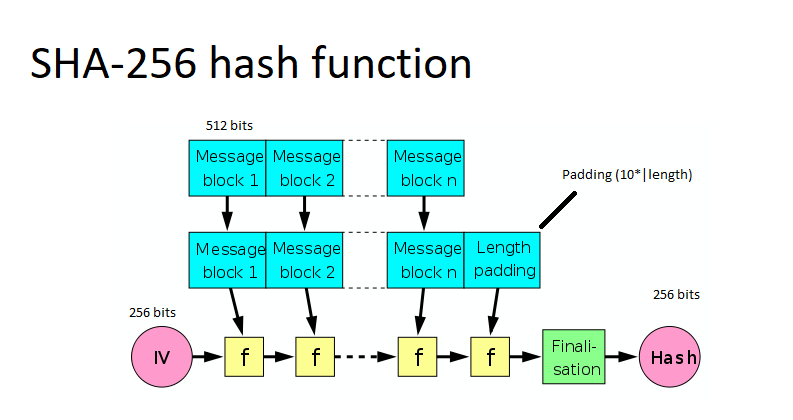 SHA-256 hash function
512 bits
Message Message Message
block 1 block 2 block n
Padding (10*|length)
Message Message Message Length
block 1 block 2 block n padding
256 bits
256 bits
IV f f f f Finali-
sation Hash